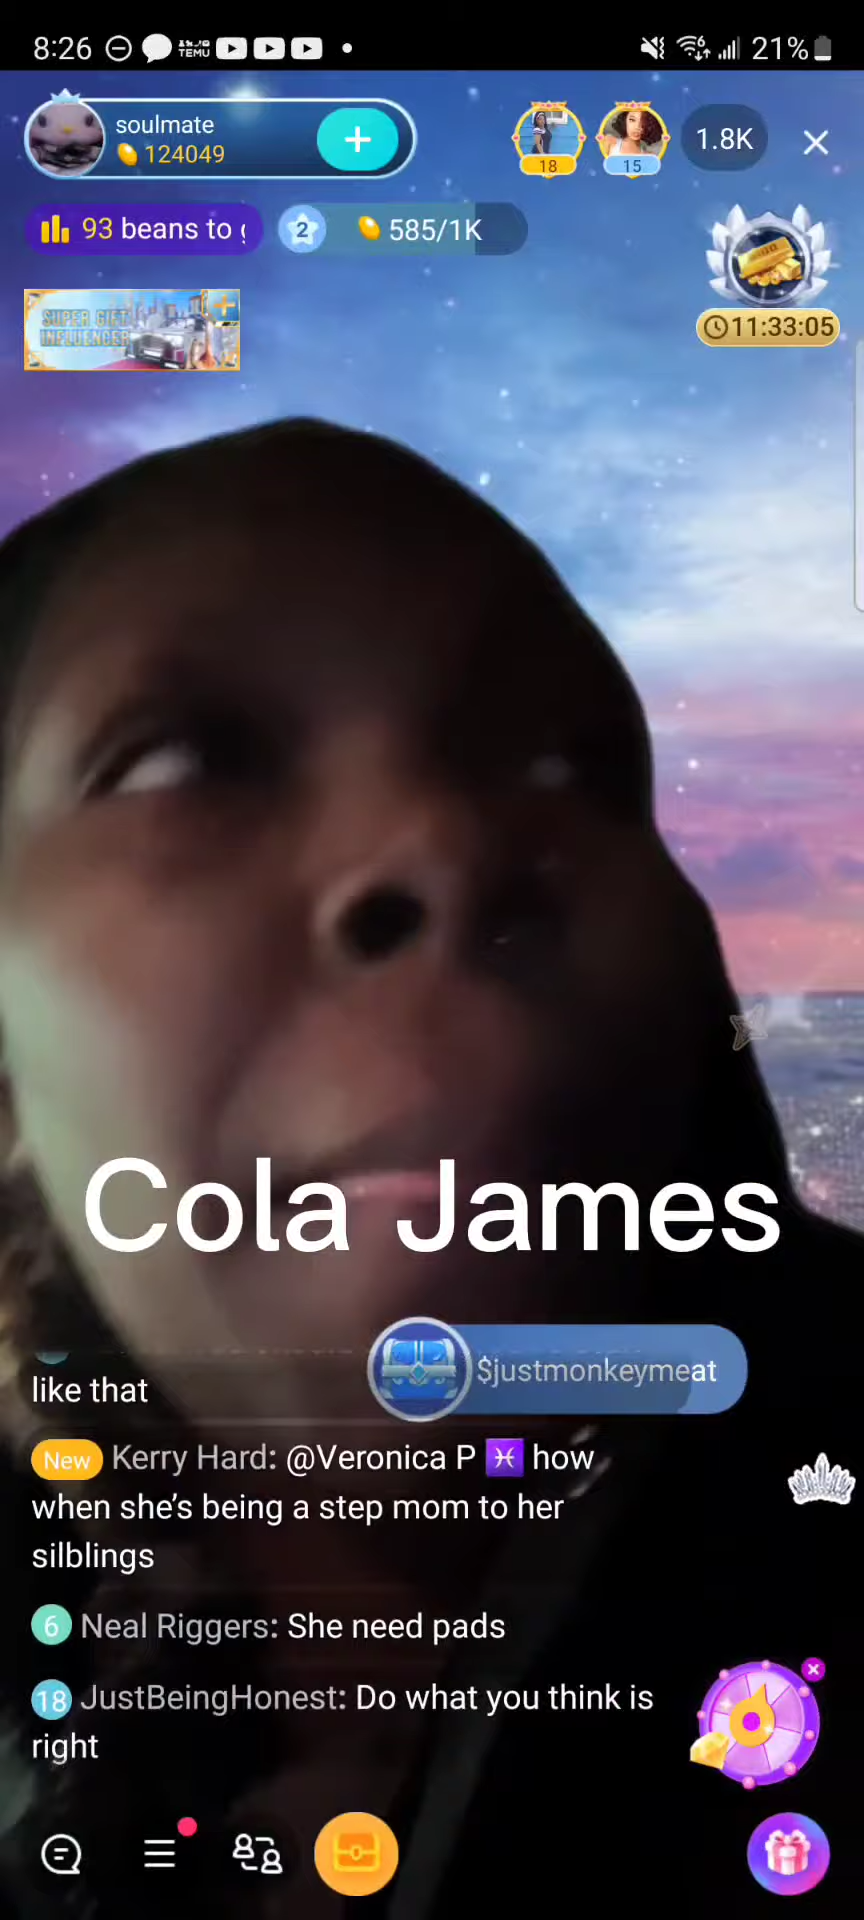 8:26
TEMU
21%
soulmate
124049
18
15
1.8K
93 beans to
2
585/1K
SUPER GIFT
INFLUENCER
11:33:05
Cola James
$justmonkeymeat
like that
New Kerry Hard: @Veronica P ♓ how
when she's being a step mom to her
silblings
6 Neal Riggers: She need pads
18 JustBeingHonest: Do what you think is
right